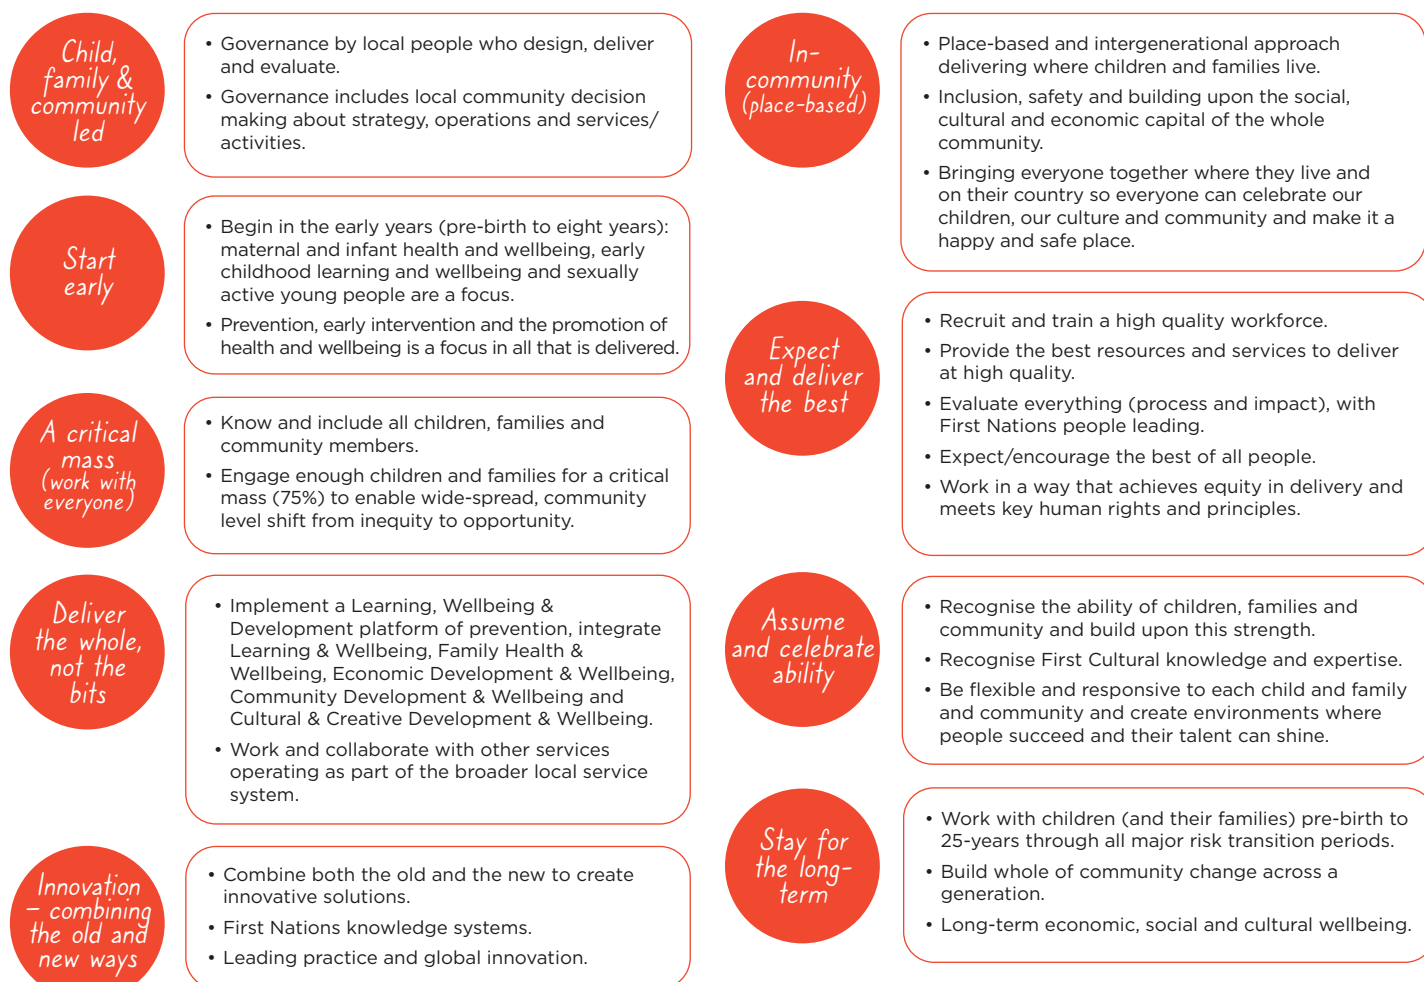 Child,
family &
community
led
• Governance by local people who design, deliver
and evaluate.
• Governance includes local community decision
making about strategy, operations and services/
activities.
Start
early
• Begin in the early years (pre-birth to eight years):
maternal and infant health and wellbeing, early
childhood learning and wellbeing and sexually
active young people are a focus.
• Prevention, early intervention and the promotion of
health and wellbeing is a focus in all that is delivered.
A critical
mass
(work with
everyone)
• Know and include all children, families and
community members.
• Engage enough children and families for a critical
mass (75%) to enable wide-spread, community
level shift from inequity to opportunity.
Deliver
the whole,
not the
bits
• Implement a Learning, Wellbeing &
Development platform of prevention, integrate
Learning & Wellbeing, Family Health &
Wellbeing, Economic Development & Wellbeing,
Community Development & Wellbeing and
Cultural & Creative Development & Wellbeing.
• Work and collaborate with other services
operating as part of the broader local service
system.
Innovation
– combining
the old and
new ways
• Combine both the old and the new to create
innovative solutions.
• First Nations knowledge systems.
• Leading practice and global innovation.
In-
community
(place-based)
• Place-based and intergenerational approach
delivering where children and families live.
• Inclusion, safety and building upon the social,
cultural and economic capital of the whole
community.
• Bringing everyone together where they live and
on their country so everyone can celebrate our
children, our culture and community and make it a
happy and safe place.
Expect
and deliver
the best
• Recruit and train a high quality workforce.
• Provide the best resources and services to deliver
at high quality.
• Evaluate everything (process and impact), with
First Nations people leading.
• Expect/encourage the best of all people.
• Work in a way that achieves equity in delivery and
meets key human rights and principles.
Assume
and celebrate
ability
• Recognise the ability of children, families and
community and build upon this strength.
• Recognise First Cultural knowledge and expertise.
• Be flexible and responsive to each child and family
and community and create environments where
people succeed and their talent can shine.
Stay for
the long-
term
• Work with children (and their families) pre-birth to
25-years through all major risk transition periods.
• Build whole of community change across a
generation.
• Long-term economic, social and cultural wellbeing.